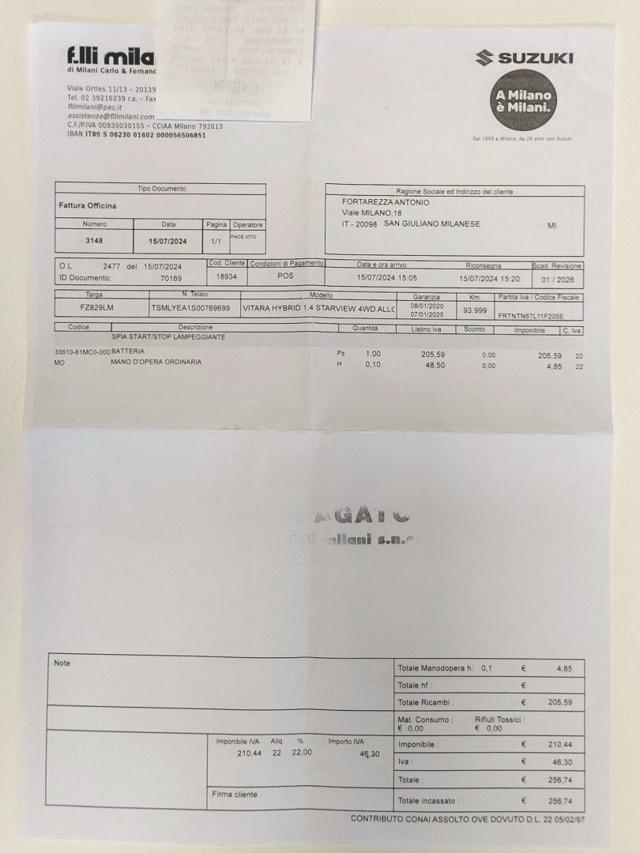 f.lli mila
di Milani Carlo & Fernand
Viale Ortles 11/13 - 20139
Tel. 02 39216239 r.a. - Fax
fllimilani@pec.it
assistenza@fllimilani.com
C.F/P.IVA 00935030155 - CCIAA Milano 792613
IBAN IT89 S 06230 01602 000056506851
SUZUKI
A Milano
è Milani.
Dal 1969 a Milano, da 26 anni con Suzuki.
Tipo Documento
Fattura Officina
Numero Data Pagina Operatore
3148 15/07/2024 1/1 PACE VITO
Ragione Sociale ed Indirizzo del cliente
FORTAREZZA ANTONIO
Viale MILANO,18
IT - 20098 SAN GIULIANO MILANESE MI
O.L. 2477 del 15/07/2024
ID Documento: 70169
Cod. Cliente Condizioni di Pagamento
18934 POS
Data e ora arrivo Riconsegna Scad. Revisione
15/07/2024 15:05 15/07/2024 15:20 01 / 2026
Targa N. Telaio Modello Garanzia Km Partita Iva / Codice Fiscale
FZ829LM TSMLYEA1S00769699 VITARA HYBRID 1.4 STARVIEW 4WD ALLG 08/01/2020 07/01/2025 93.999 FRTNTN67L11F205E
Codice Descrizione Quantità Listino Iva Sconto Imponibile C. Iva
SPIA START/STOP LAMPEGGIANTE
33610-61MC0-000 BATTERIA Pz 1,00 205,59 0,00 205,59 22
MO MANO D'OPERA ORDINARIA H 0,10 48,50 0,00 4,85 22
milani s.n.
Note
Totale Manodopera h: 0,1 € 4,85
Totale hf : €
Totale Ricambi : € 205,59
Mat. Consumo : Rifiuti Tossici :
€ 0,00 € 0,00
Imponibile IVA Aliq. % Importo IVA
210,44 22 22,00 46,30
Imponibile : € 210,44
Iva : € 46,30
Totale : € 256,74
Firma cliente
Totale incassato : € 256,74
CONTRIBUTO CONAI ASSOLTO OVE DOVUTO D.L. 22 05/02/97